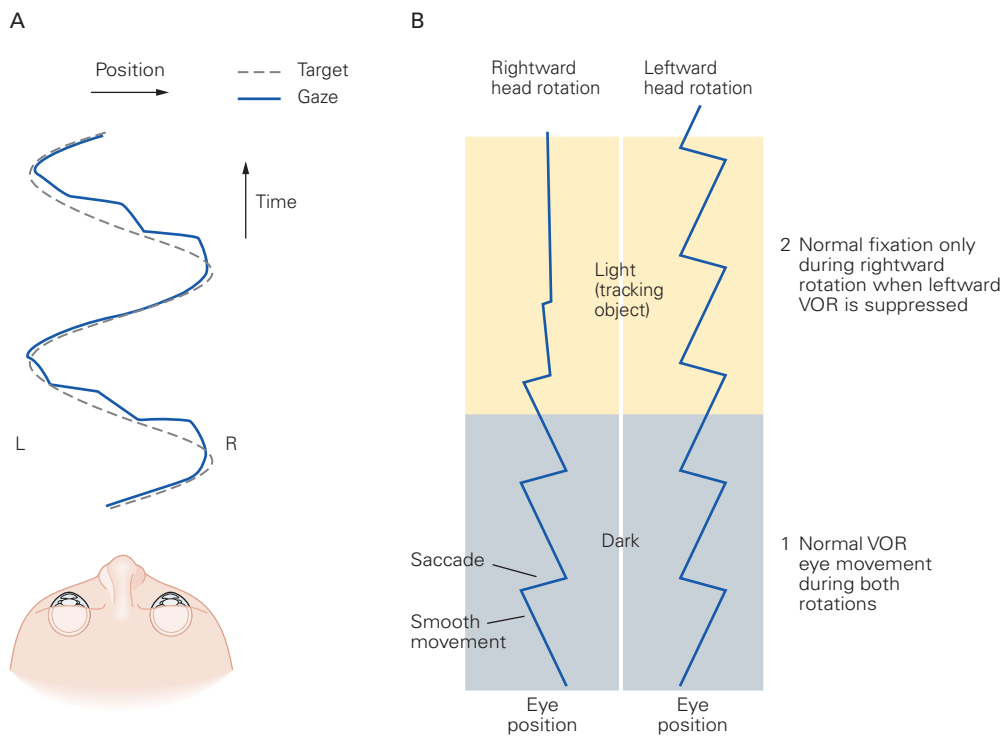 A
Position
Target
Gaze
Time
L
R
B
Rightward
head rotation
Leftward
head rotation
Light
(tracking
object)
2 Normal fixation only
during rightward
rotation when leftward
VOR is suppressed
Dark
Saccade
Smooth
movement
1 Normal VOR
eye movement
during both
rotations
Eye
position
Eye
position